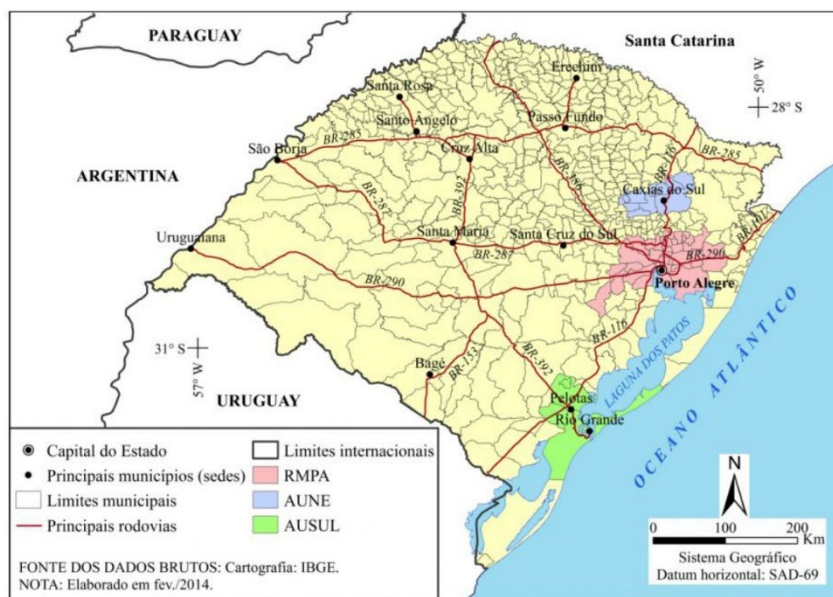 PARAGUAY
Santa Catarina
Erechim
50° W
28° S
Santa Rosa
Santo Angelo
Passo Fundo
BR-285
São Borja
Cruz Alta
BR-386
BR-116
BR-285
ARGENTINA
BR-392
Caxias do Sul
BR-287
BR-101
Uruguaiana
Santa Maria
Santa Cruz do Sul
BR-287
BR-290
BR-290
Porto Alegre
31° S
57° W
BR-116
LAGUNA DOS PATOS
OCEANO ATLÂNTICO
Bagé
BR-153
BR-392
URUGUAY
Pelotas
Rio Grande
Capital do Estado
Principais municípios (sedes)
Limites municipais
Principais rodovias
Limites internacionais
RMPA
AUNE
AUSUL
FONTE DOS DADOS BRUTOS: Cartografia: IBGE.
NOTA: Elaborado em fev./2014.
N
0 100 200 Km
Sistema Geográfico
Datum horizontal: SAD-69